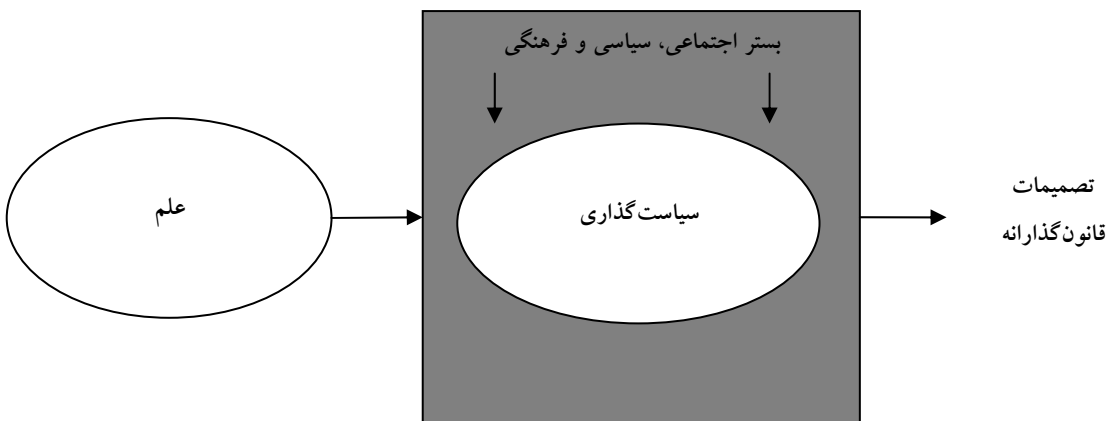 بستر اجتماعی، سیاسی و فرهنگی
علم
سیاست‌گذاری
تصمیمات
قانون‌گذارانه